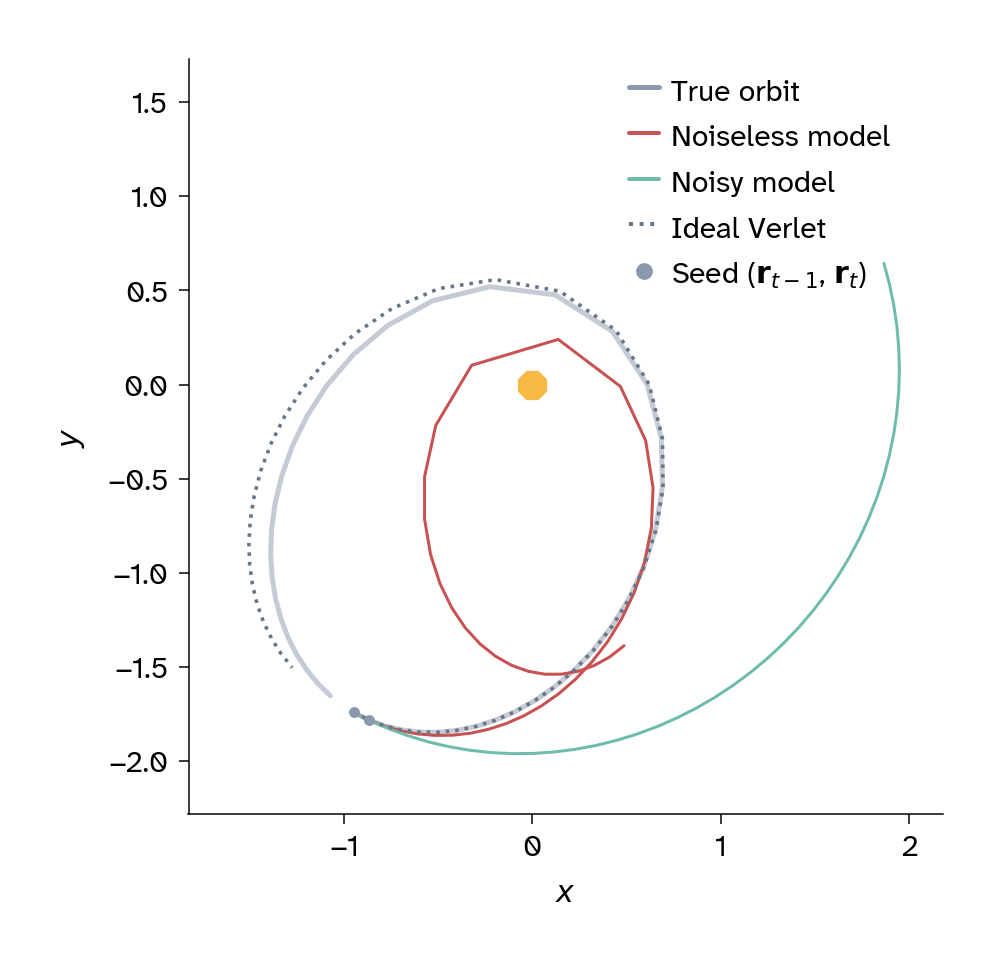 True orbit
Noiseless model
Noisy model
Ideal Verlet
Seed (𝐫ₜ₋₁, 𝐫ₜ)
1.5
1.0
0.5
0.0
−0.5
−1.0
−1.5
−2.0
y
−1 0 1 2
x